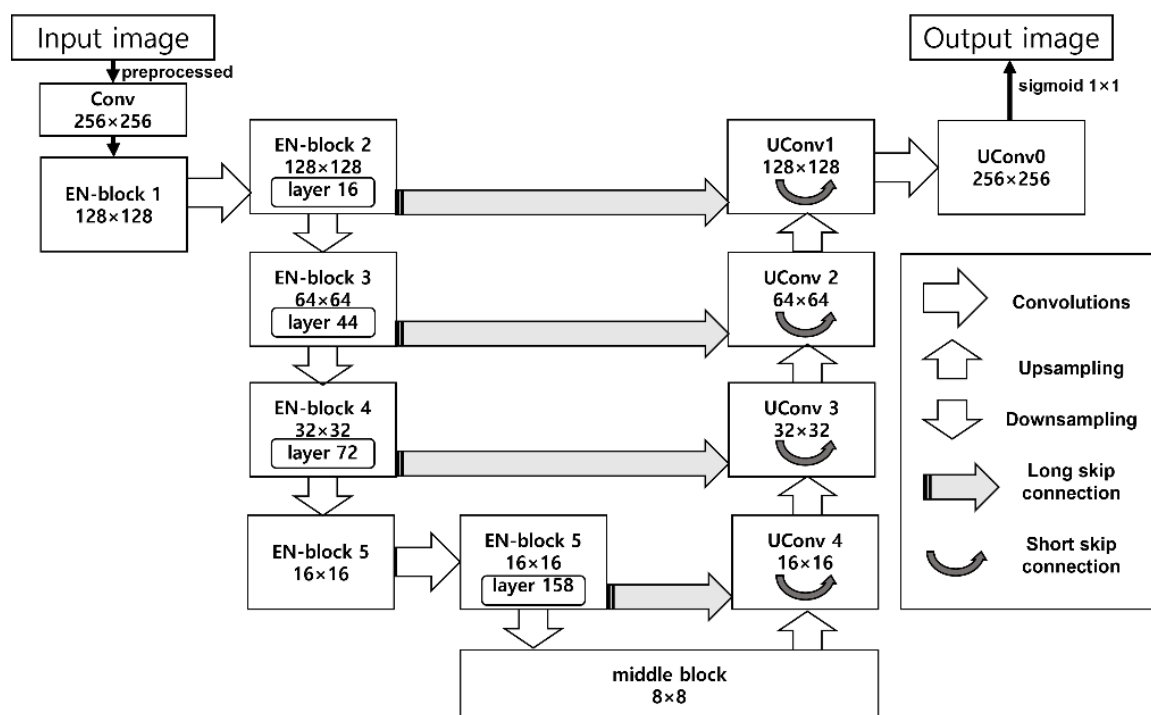 Input image
preprocessed
Conv
256×256
EN-block 1
128×128
EN-block 2
128×128
layer 16
EN-block 3
64×64
layer 44
EN-block 4
32×32
layer 72
EN-block 5
16×16
EN-block 5
16×16
layer 158
middle block
8×8
UConv 4
16×16
UConv 3
32×32
UConv 2
64×64
UConv1
128×128
UConv0
256×256
sigmoid 1×1
Output image
Convolutions
Upsampling
Downsampling
Long skip
connection
Short skip
connection